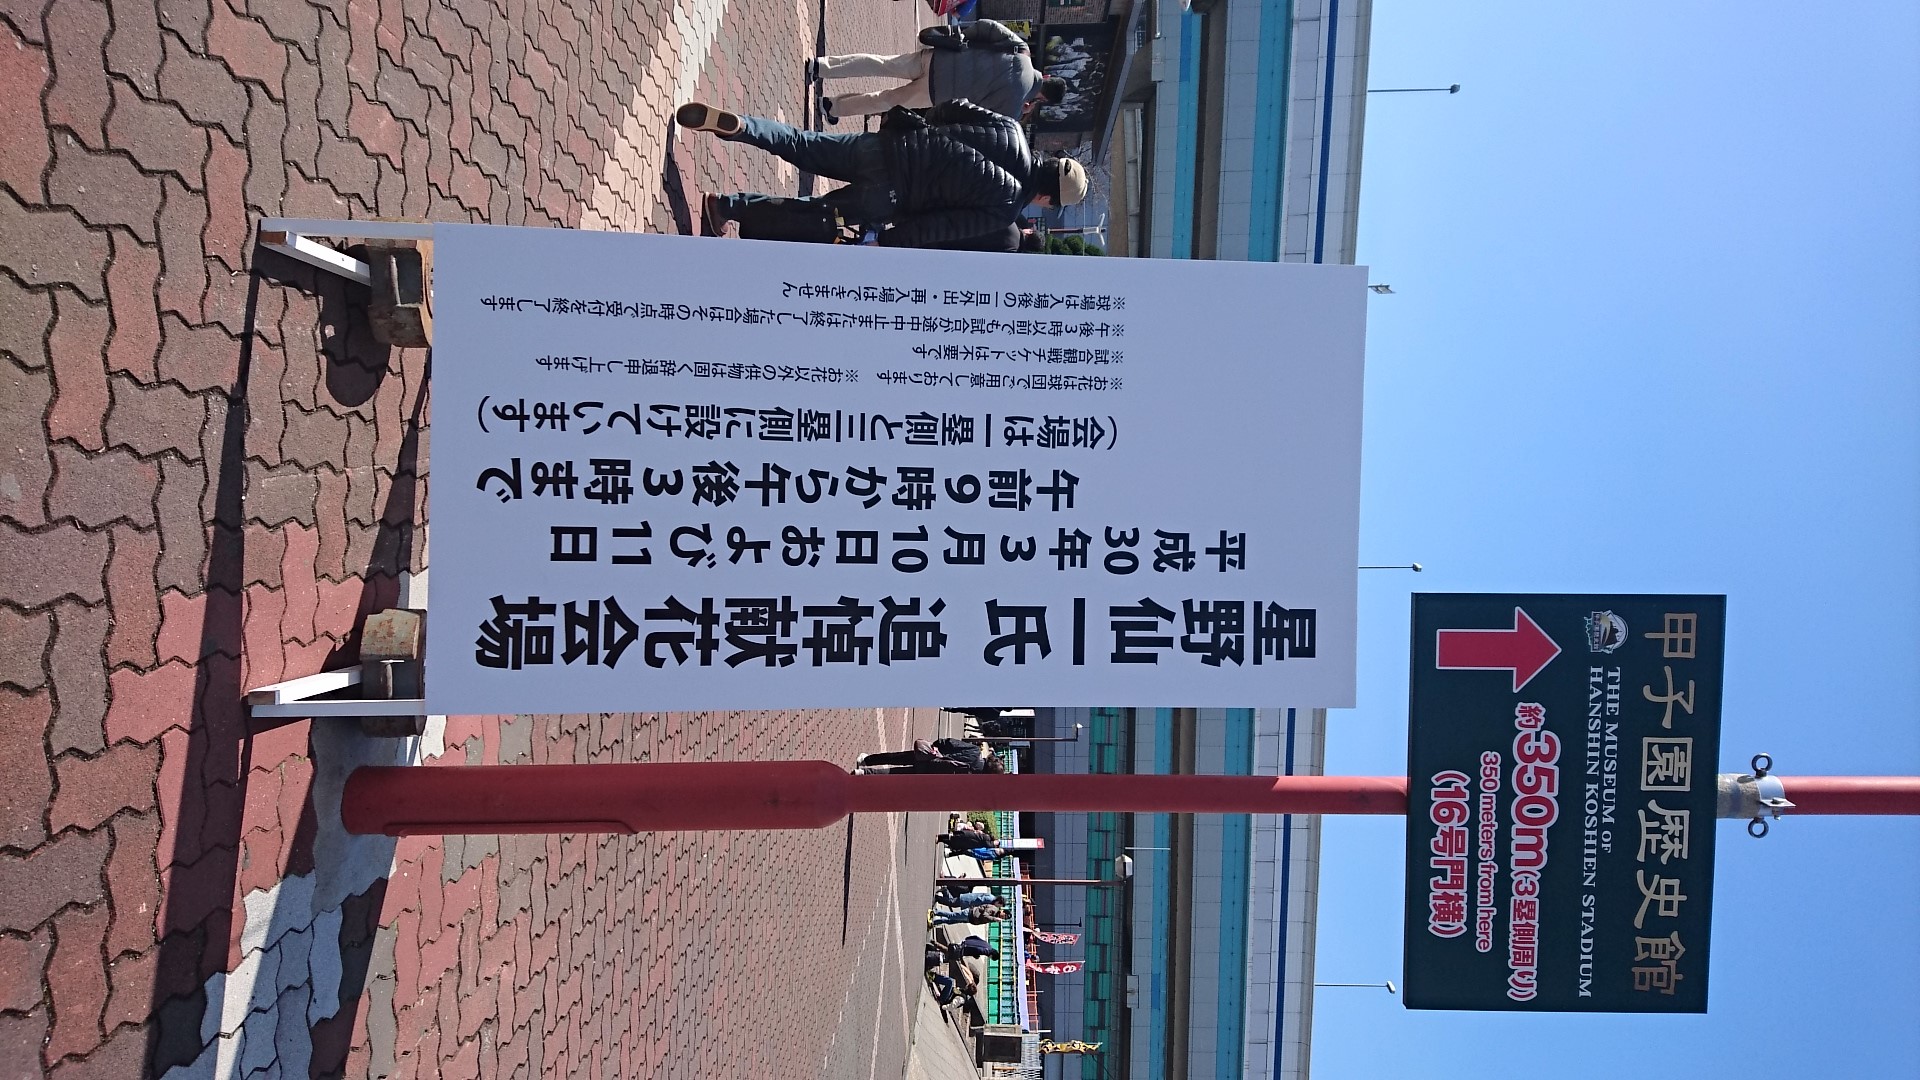 甲子園歴史館
THE MUSEUM OF
HANSHIN KOSHIEN STADIUM
約350m(3塁側周り)
350 meters from here
(16号門横)
星野仙一氏 追悼献花会場
平成30年3月10日および11日
午前9時から午後3時まで
(会場は一塁側と三塁側に設けています)
※お花は球団でご用意しております ※お花以外の供物は固く辞退申し上げます
※試合観戦チケットは不要です
※午後3時以前でも試合が途中中止または終了した場合はその時点で受付を終了します
※球場は入場後の一旦外出・再入場はできません